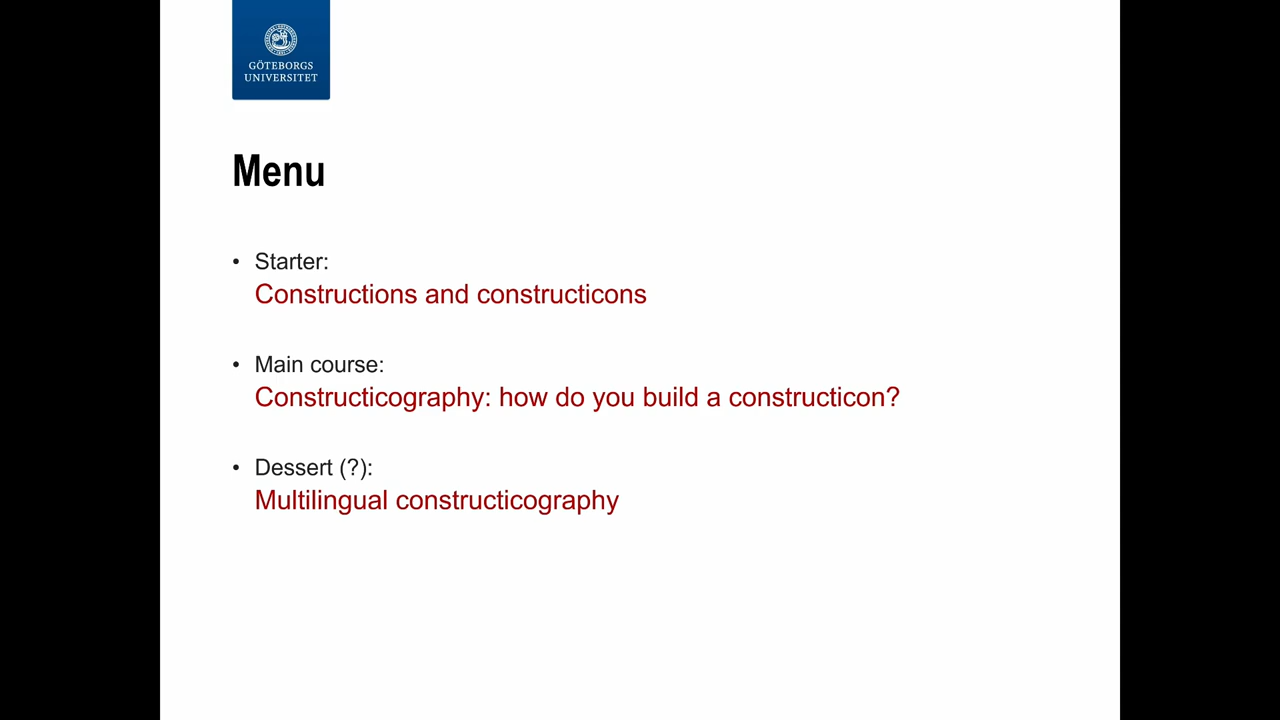 GÖTEBORGS
UNIVERSITET
Menu
• Starter:
Constructions and constructicons
• Main course:
Constructicography: how do you build a constructicon?
• Dessert (?):
Multilingual constructicography